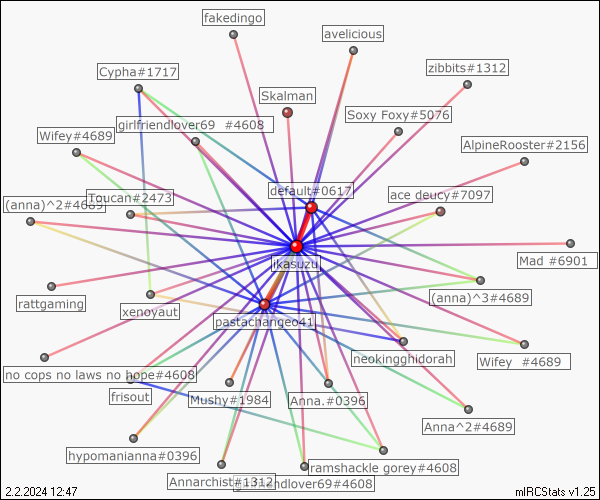 fakedingo
avelicious
Cypha#1717
zibbits#1312
Skalman
girlfriendlover69 #4608
Soxy Foxy#5076
Wifey#4689
AlpineRooster#2156
default#0617
Toucan#2473
ace deucy#7097
(anna)^2#4689
ikasuzu
Mad #6901
rattgaming
xenoyaut
(anna)^3#4689
pastachangeo41
neokingghidorah
Wifey #4689
no cops no laws no hope#4608
frisout
Mushy#1984
Anna.#0396
Anna^2#4689
hypomanianna#0396
ramshackle gorey#4608
Annarchist#1312
girlfriendlover69#4608
2.2.2024 12:47
mIRCStats v1.25